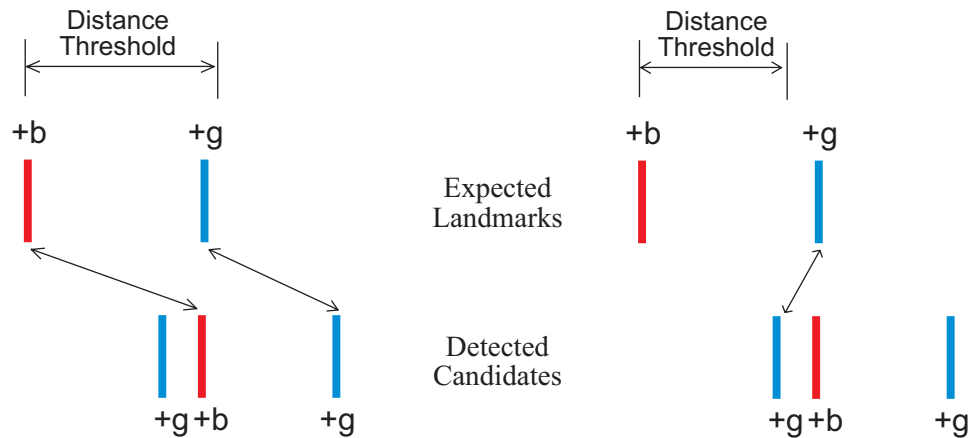 Distance
Threshold
+b
+g
+g
+b
+g
Expected
Landmarks
Detected
Candidates
Distance
Threshold
+b
+g
+g
+b
+g